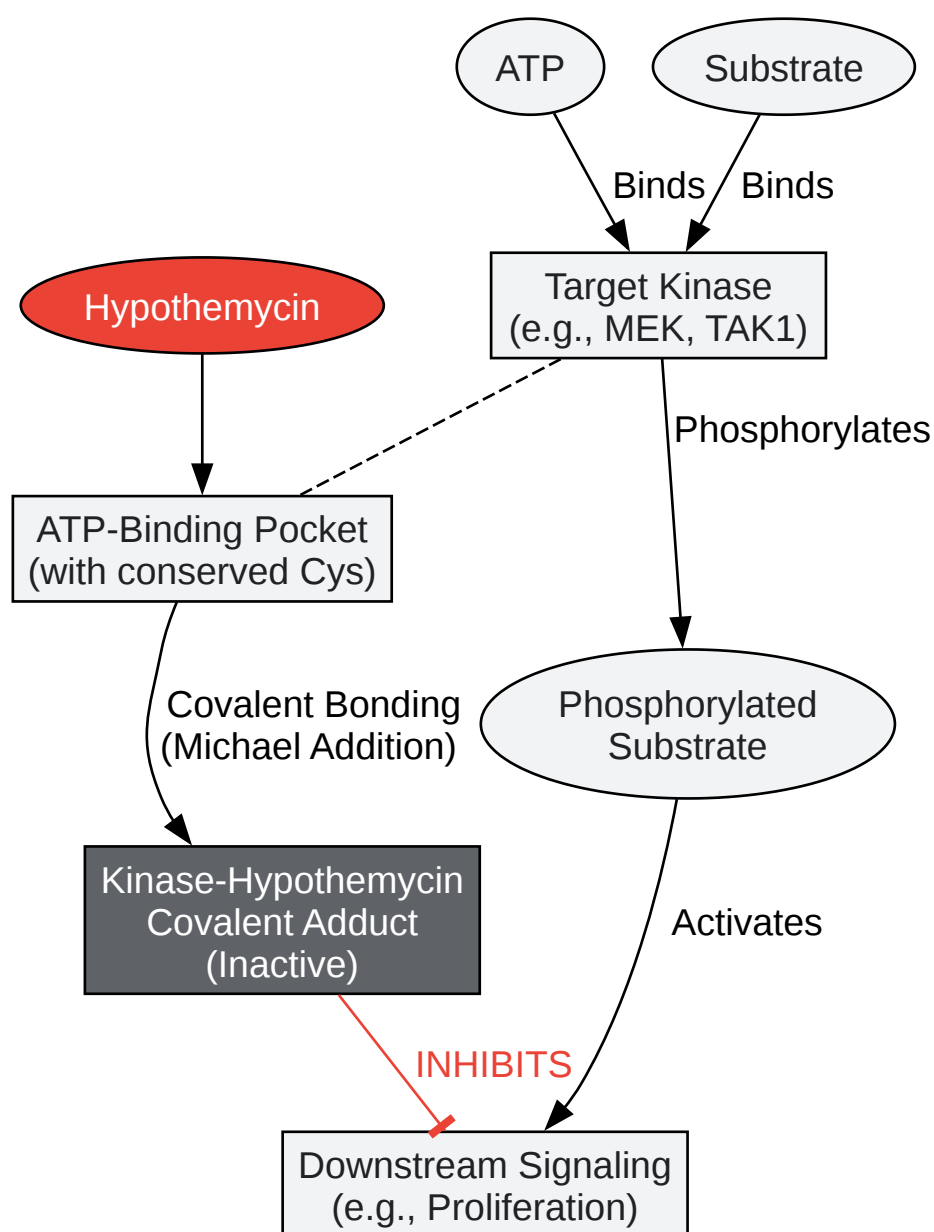 ATP
Substrate
Binds
Binds
Target Kinase
(e.g., MEK, TAK1)
Hypothemycin
Phosphorylates
ATP-Binding Pocket
(with conserved Cys)
Covalent Bonding
(Michael Addition)
Phosphorylated
Substrate
Kinase-Hypothemycin
Covalent Adduct
(Inactive)
Activates
INHIBITS
Downstream Signaling
(e.g., Proliferation)